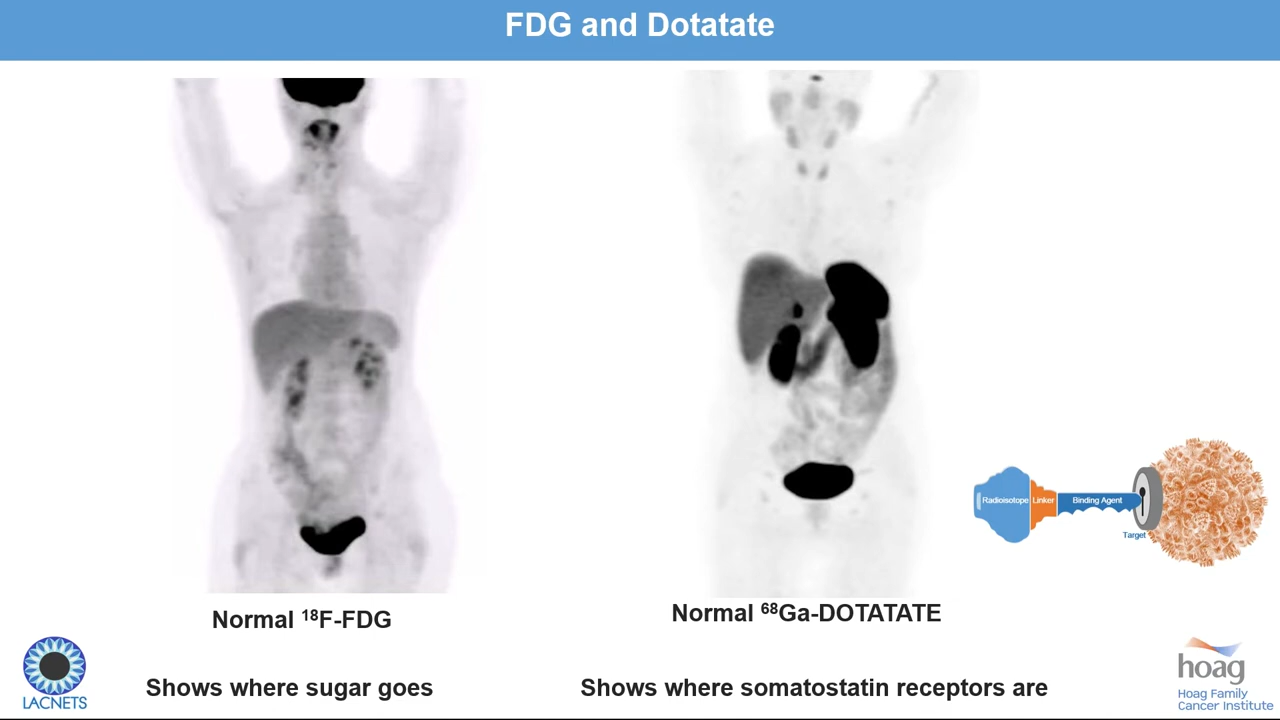 FDG and Dotatate
Normal ¹⁸F-FDG
Normal ⁶⁸Ga-DOTATATE
Radioisotope
Linker
Binding Agent
Target
Shows where sugar goes
Shows where somatostatin receptors are
LACNETS
hoag
Hoag Family
Cancer Institute